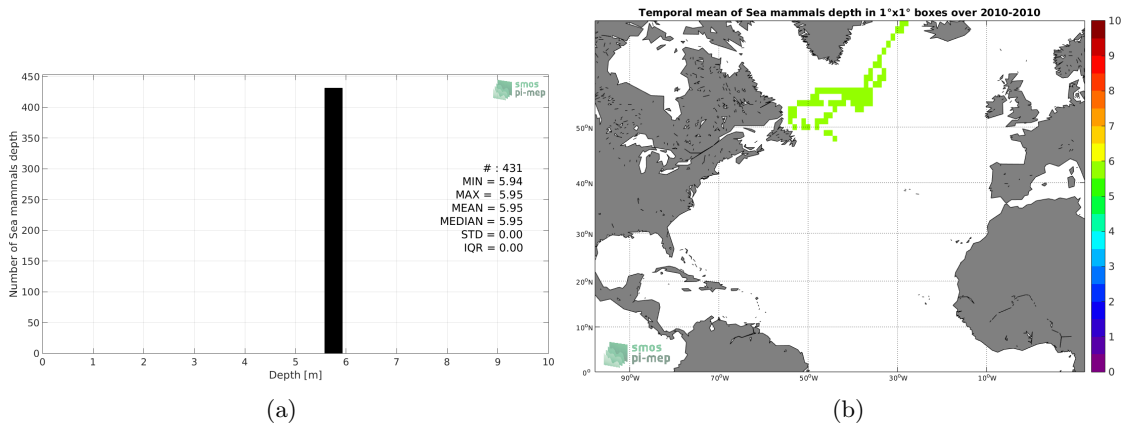 Number of Sea mammals depth
450
400
350
300
250
200
150
100
50
0
smos
pi-mep
# : 431
MIN = 5.94
MAX = 5.95
MEAN = 5.95
MEDIAN = 5.95
STD = 0.00
IQR = 0.00
0 1 2 3 4 5 6 7 8 9 10
Depth [m]
(a)
Temporal mean of Sea mammals depth in 1°x1° boxes over 2010-2010
50°N
40°N
30°N
20°N
10°N
0°
90°W 70°W 50°W 30°W 10°W
smos
pi-mep
10
9
8
7
6
5
4
3
2
1
0
(b)